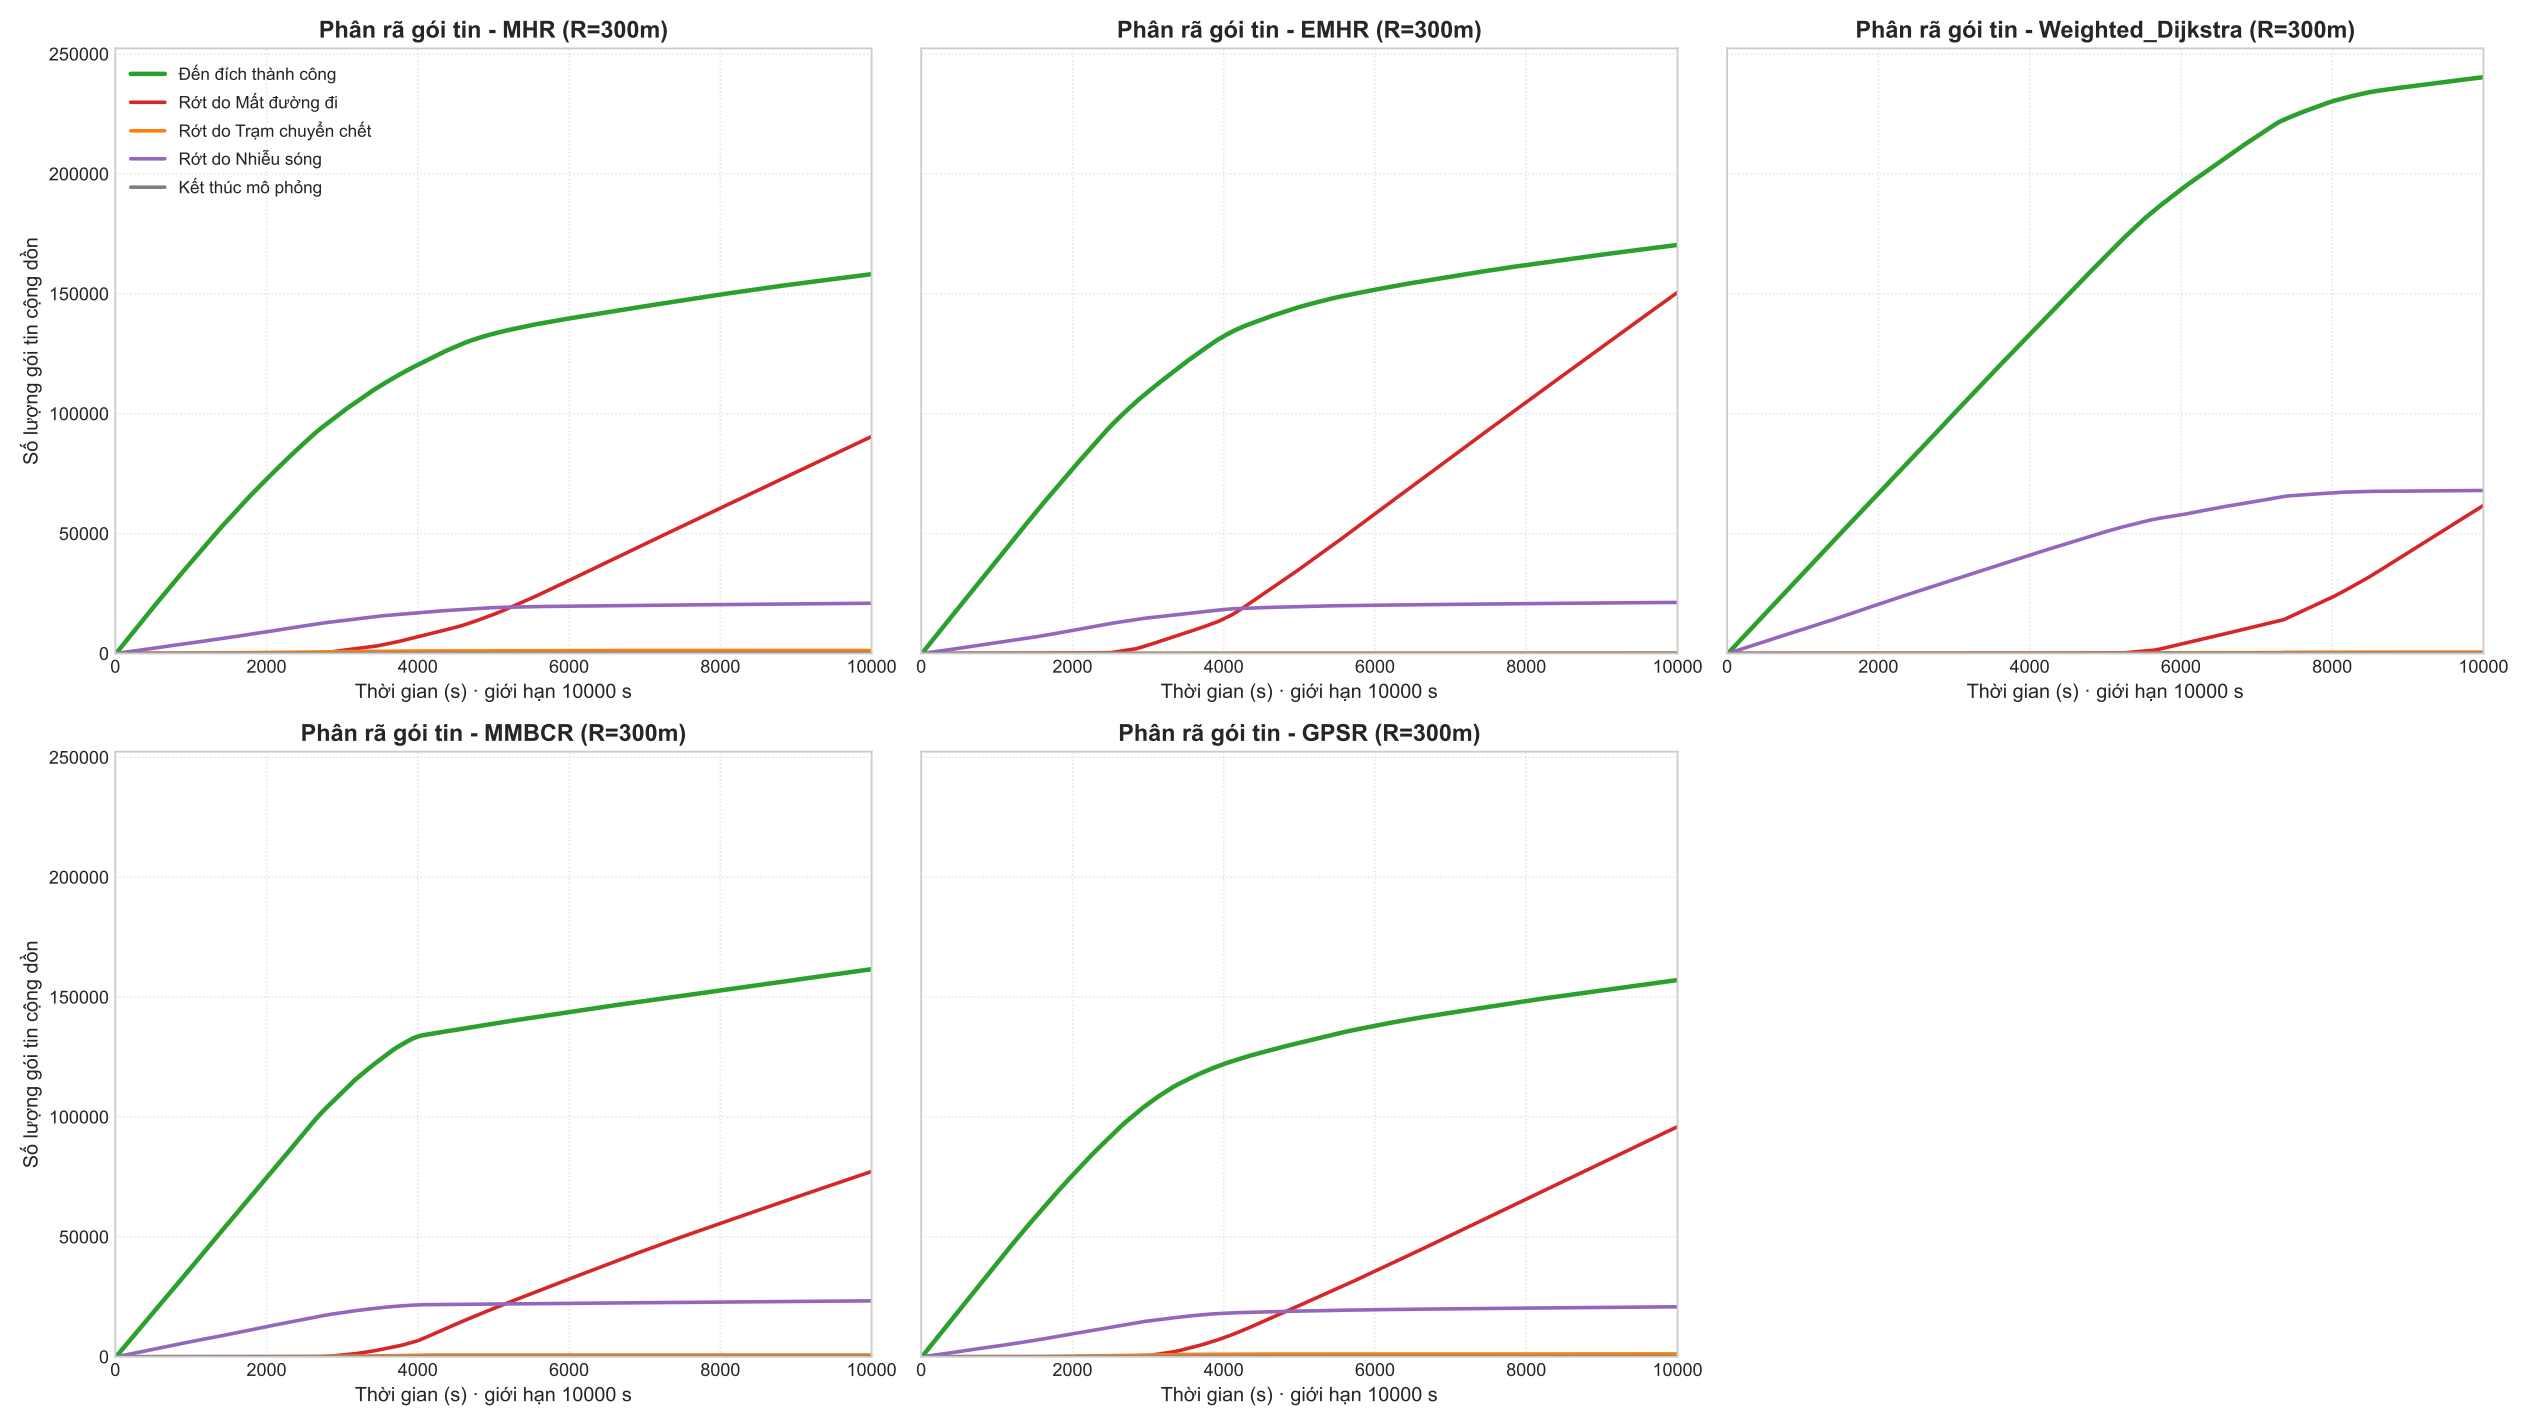 Phân rã gói tin - MHR (R=300m)
Số lượng gói tin cộng dồn
250000
200000
150000
100000
50000
0
Đến đích thành công
Rớt do Mất đường đi
Rớt do Trạm chuyển chết
Rớt do Nhiễu sóng
Kết thúc mô phỏng
0 2000 4000 6000 8000 10000
Thời gian (s) · giới hạn 10000 s
Phân rã gói tin - EMHR (R=300m)
0 2000 4000 6000 8000 10000
Thời gian (s) · giới hạn 10000 s
Phân rã gói tin - Weighted_Dijkstra (R=300m)
0 2000 4000 6000 8000 10000
Thời gian (s) · giới hạn 10000 s
Phân rã gói tin - MMBCR (R=300m)
Số lượng gói tin cộng dồn
250000
200000
150000
100000
50000
0
0 2000 4000 6000 8000 10000
Thời gian (s) · giới hạn 10000 s
Phân rã gói tin - GPSR (R=300m)
0 2000 4000 6000 8000 10000
Thời gian (s) · giới hạn 10000 s